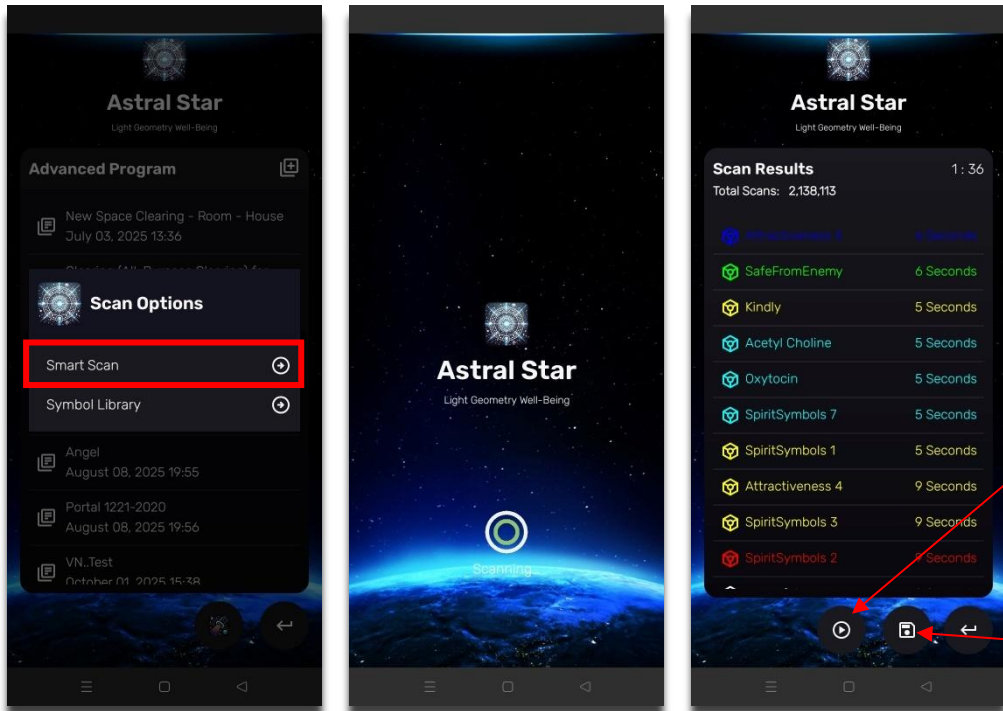 Astral Star
Light Geometry Well-Being
Advanced Program
New Space Clearing - Room - House
July 03, 2025 13:36
Scan Options
Smart Scan
Symbol Library
Angel
August 08, 2025 19:55
Portal 1221-2020
August 08, 2025 19:56
VN_Test
October 01, 2025 15:38
Astral Star
Light Geometry Well-Being
Scanning
Astral Star
Light Geometry Well-Being
Scan Results 1 : 36
Total Scans: 2,138,113
SafeFromEnemy 6 Seconds
Kindly 5 Seconds
Acetyl Choline 5 Seconds
Oxytocin 5 Seconds
SpiritSymbols 7 5 Seconds
SpiritSymbols 1 5 Seconds
Attractiveness 4 9 Seconds
SpiritSymbols 3 9 Seconds
SpiritSymbols 2 9 Seconds